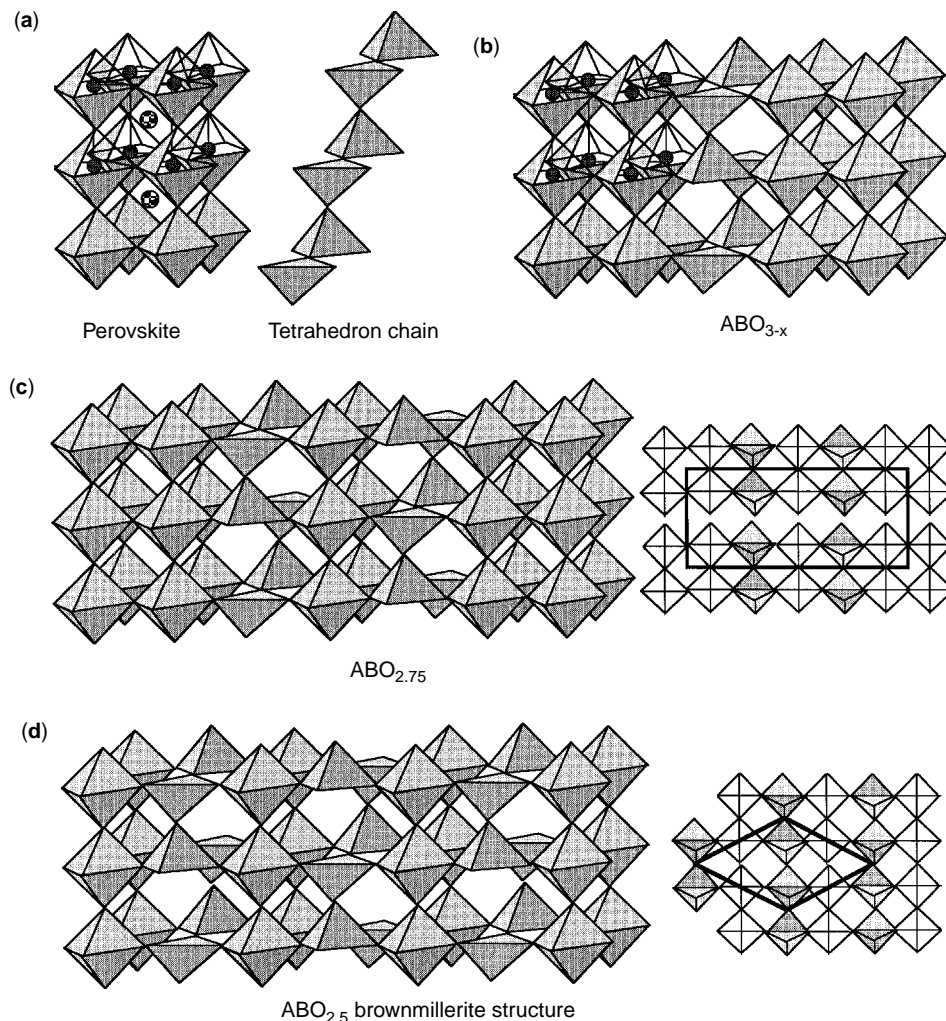 (a)
(b)
Perovskite
Tetrahedron chain
ABO3-x
(c)
ABO2.75
(d)
ABO2.5 brownmillerite structure